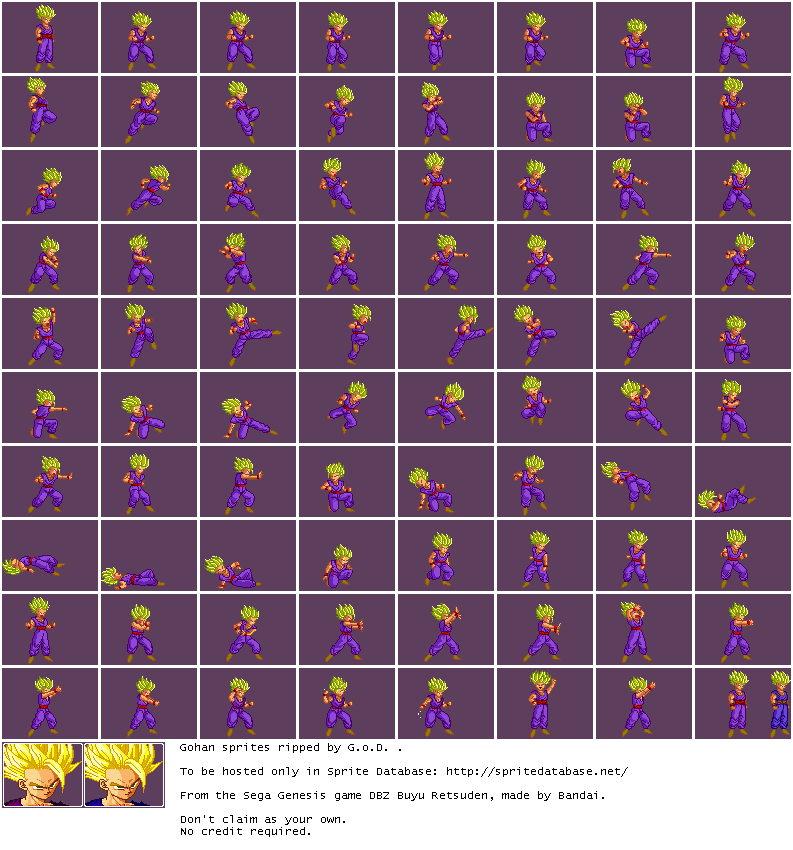 Gohan sprites ripped by G.o.D. .
To be hosted only in Sprite Database: http://spritedatabase.net/
From the Sega Genesis game DBZ Buyu Retsuden, made by Bandai.
Don't claim as your own.
No credit required.